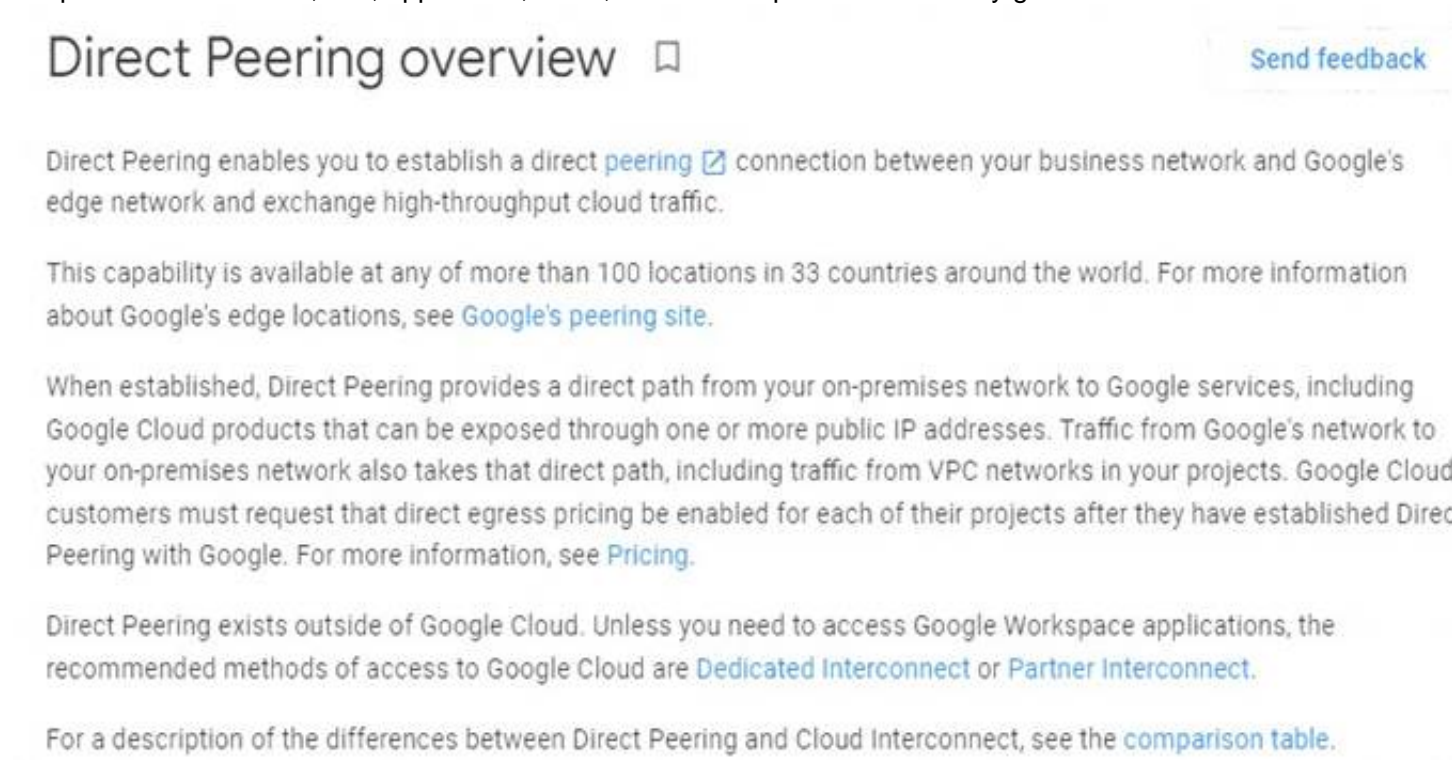 Direct Peering overview
Send feedback
Direct Peering enables you to establish a direct peering connection between your business network and Google's
edge network and exchange high-throughput cloud traffic.
This capability is available at any of more than 100 locations in 33 countries around the world. For more information
about Google's edge locations, see Google's peering site.
When established, Direct Peering provides a direct path from your on-premises network to Google services, including
Google Cloud products that can be exposed through one or more public IP addresses. Traffic from Google's network to
your on-premises network also takes that direct path, including traffic from VPC networks in your projects. Google Cloud
customers must request that direct egress pricing be enabled for each of their projects after they have established Direc
Peering with Google. For more information, see Pricing.
Direct Peering exists outside of Google Cloud. Unless you need to access Google Workspace applications, the
recommended methods of access to Google Cloud are Dedicated Interconnect or Partner Interconnect.
For a description of the differences between Direct Peering and Cloud Interconnect, see the comparison table.